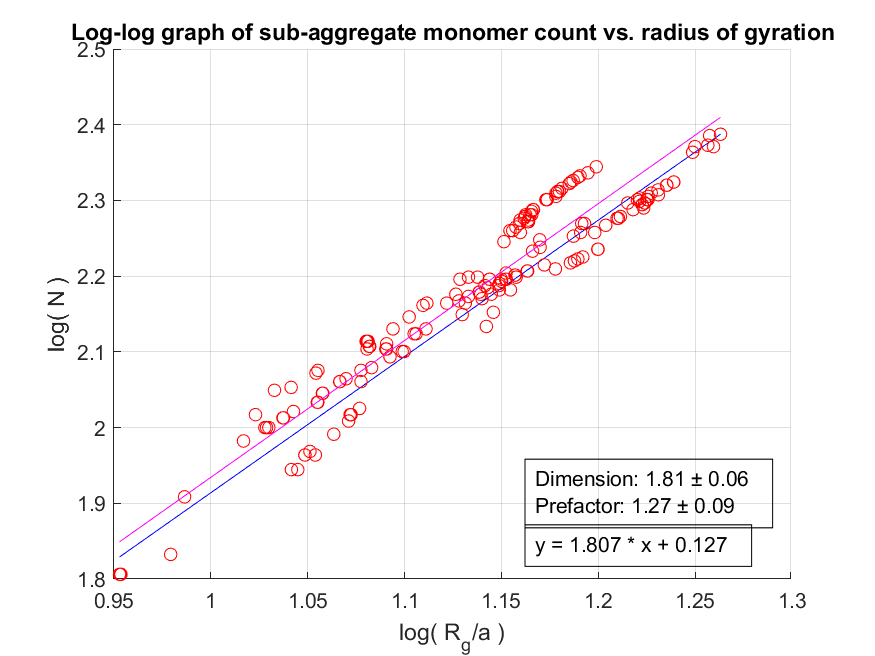 Log-log graph of sub-aggregate monomer count vs. radius of gyration
2.5
2.4
2.3
2.2
2.1
2
1.9
1.8
log( N )
Dimension: 1.81 ± 0.06
Prefactor: 1.27 ± 0.09
y = 1.807 * x + 0.127
0.95 1 1.05 1.1 1.15 1.2 1.25 1.3
log( R_g/a )